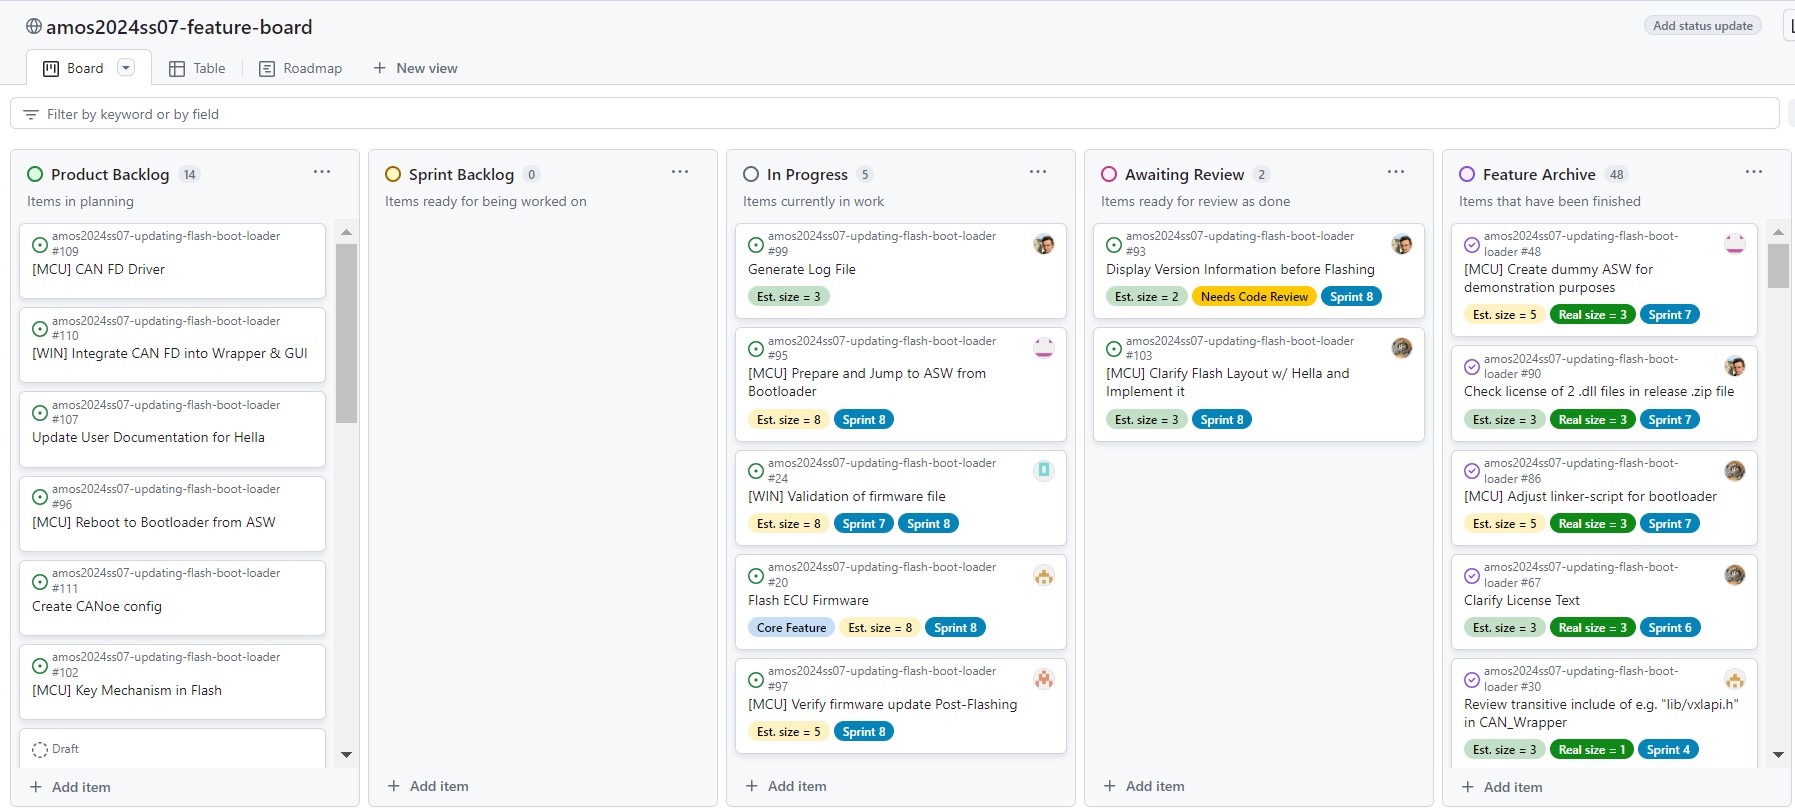 amos2024ss07-feature-board
Add status update
Board
Table
Roadmap
New view
Filter by keyword or by field
Product Backlog 14
Items in planning
amos2024ss07-updating-flash-boot-loader
#109
[MCU] CAN FD Driver
amos2024ss07-updating-flash-boot-loader
#110
[WIN] Integrate CAN FD into Wrapper & GUI
amos2024ss07-updating-flash-boot-loader
#107
Update User Documentation for Hella
amos2024ss07-updating-flash-boot-loader
#96
[MCU] Reboot to Bootloader from ASW
amos2024ss07-updating-flash-boot-loader
#111
Create CANoe config
amos2024ss07-updating-flash-boot-loader
#102
[MCU] Key Mechanism in Flash
Draft
Add item
Sprint Backlog 0
Items ready for being worked on
Add item
In Progress 5
Items currently in work
amos2024ss07-updating-flash-boot-loader
#99
Generate Log File
Est. size = 3
amos2024ss07-updating-flash-boot-loader
#95
[MCU] Prepare and Jump to ASW from
Bootloader
Est. size = 8 Sprint 8
amos2024ss07-updating-flash-boot-loader
#24
[WIN] Validation of firmware file
Est. size = 8 Sprint 7 Sprint 8
amos2024ss07-updating-flash-boot-loader
#20
Flash ECU Firmware
Core Feature Est. size = 8 Sprint 8
amos2024ss07-updating-flash-boot-loader
#97
[MCU] Verify firmware update Post-Flashing
Est. size = 5 Sprint 8
Add item
Awaiting Review 2
Items ready for review as done
amos2024ss07-updating-flash-boot-loader
#93
Display Version Information before Flashing
Est. size = 2 Needs Code Review Sprint 8
amos2024ss07-updating-flash-boot-loader
#103
[MCU] Clarify Flash Layout w/ Hella and
Implement it
Est. size = 3 Sprint 8
Add item
Feature Archive 48
Items that have been finished
amos2024ss07-updating-flash-boot-
loader #48
[MCU] Create dummy ASW for
demonstration purposes
Est. size = 5 Real size = 3 Sprint 7
amos2024ss07-updating-flash-boot-
loader #90
Check license of 2 .dll files in release .zip file
Est. size = 3 Real size = 3 Sprint 7
amos2024ss07-updating-flash-boot-
loader #86
[MCU] Adjust linker-script for bootloader
Est. size = 5 Real size = 3 Sprint 7
amos2024ss07-updating-flash-boot-
loader #67
Clarify License Text
Est. size = 3 Real size = 3 Sprint 6
amos2024ss07-updating-flash-boot-
loader #30
Review transitive include of e.g. "lib/vxlapi.h"
in CAN_Wrapper
Est. size = 3 Real size = 1 Sprint 4
Add item